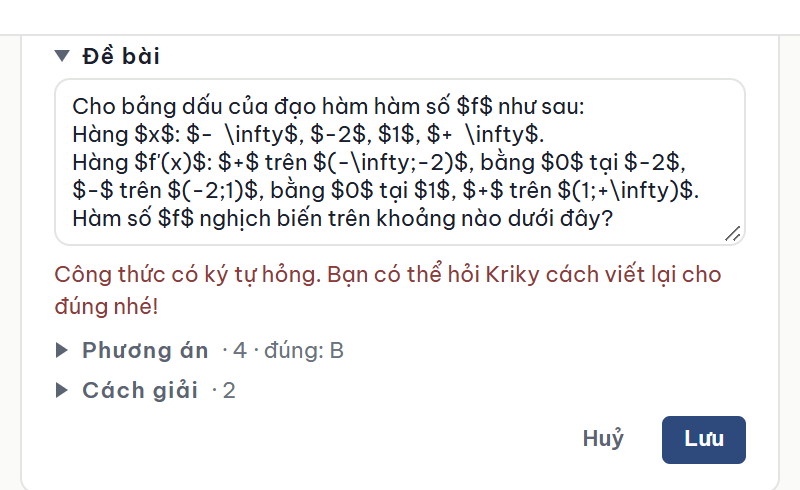 Đề bài
Cho bảng dấu của đạo hàm hàm số $f$ như sau:
Hàng $x$: $-  \infty$, $-2$, $1$, $+  \infty$.
Hàng $f'(x)$: $+$ trên $(-\infty;-2)$, bằng $0$ tại $-2$,
$-$ trên $(-2;1)$, bằng $0$ tại $1$, $+$ trên $(1;+\infty)$.
Hàm số $f$ nghịch biến trên khoảng nào dưới đây?
Công thức có ký tự hỏng. Bạn có thể hỏi Kriky cách viết lại cho
đúng nhé!
Phương án · 4 · đúng: B
Cách giải · 2
Huỷ Lưu